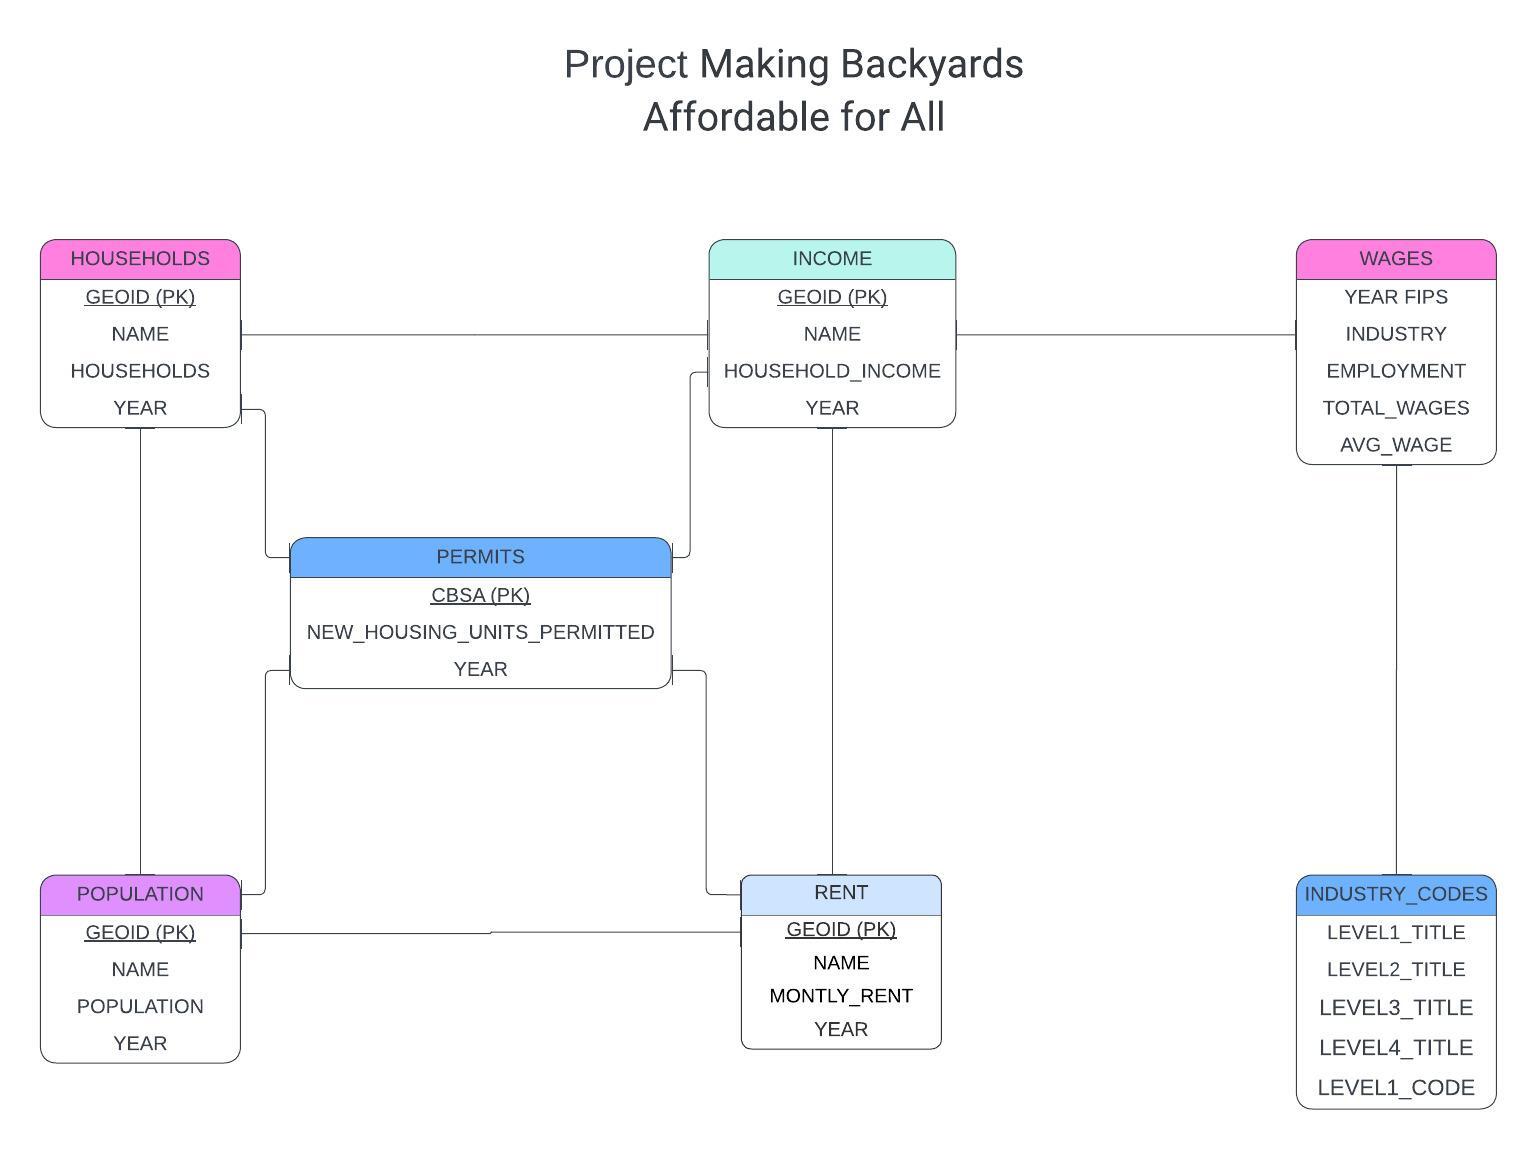 Project Making Backyards
Affordable for All
HOUSEHOLDS
GEOID (PK)
NAME
HOUSEHOLDS
YEAR
INCOME
GEOID (PK)
NAME
HOUSEHOLD_INCOME
YEAR
WAGES
YEAR FIPS
INDUSTRY
EMPLOYMENT
TOTAL_WAGES
AVG_WAGE
PERMITS
CBSA (PK)
NEW_HOUSING_UNITS_PERMITTED
YEAR
POPULATION
GEOID (PK)
NAME
POPULATION
YEAR
RENT
GEOID (PK)
NAME
MONTLY_RENT
YEAR
INDUSTRY_CODES
LEVEL1_TITLE
LEVEL2_TITLE
LEVEL3_TITLE
LEVEL4_TITLE
LEVEL1_CODE